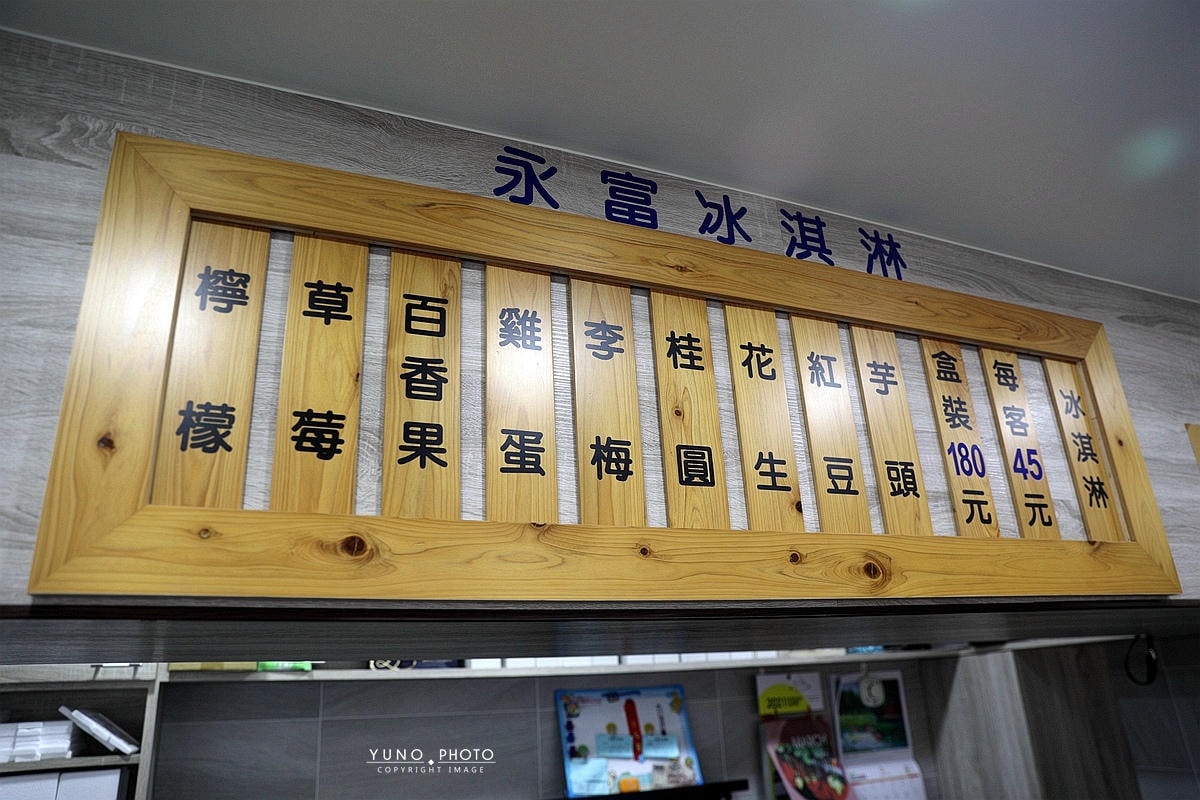 永富冰淇淋
冰淇淋
每客45元
盒裝180元
芋頭
紅豆
花生
桂圓
李梅
雞蛋
百香果
草莓
檸檬
YUNO PHOTO
COPYRIGHT IMAGE